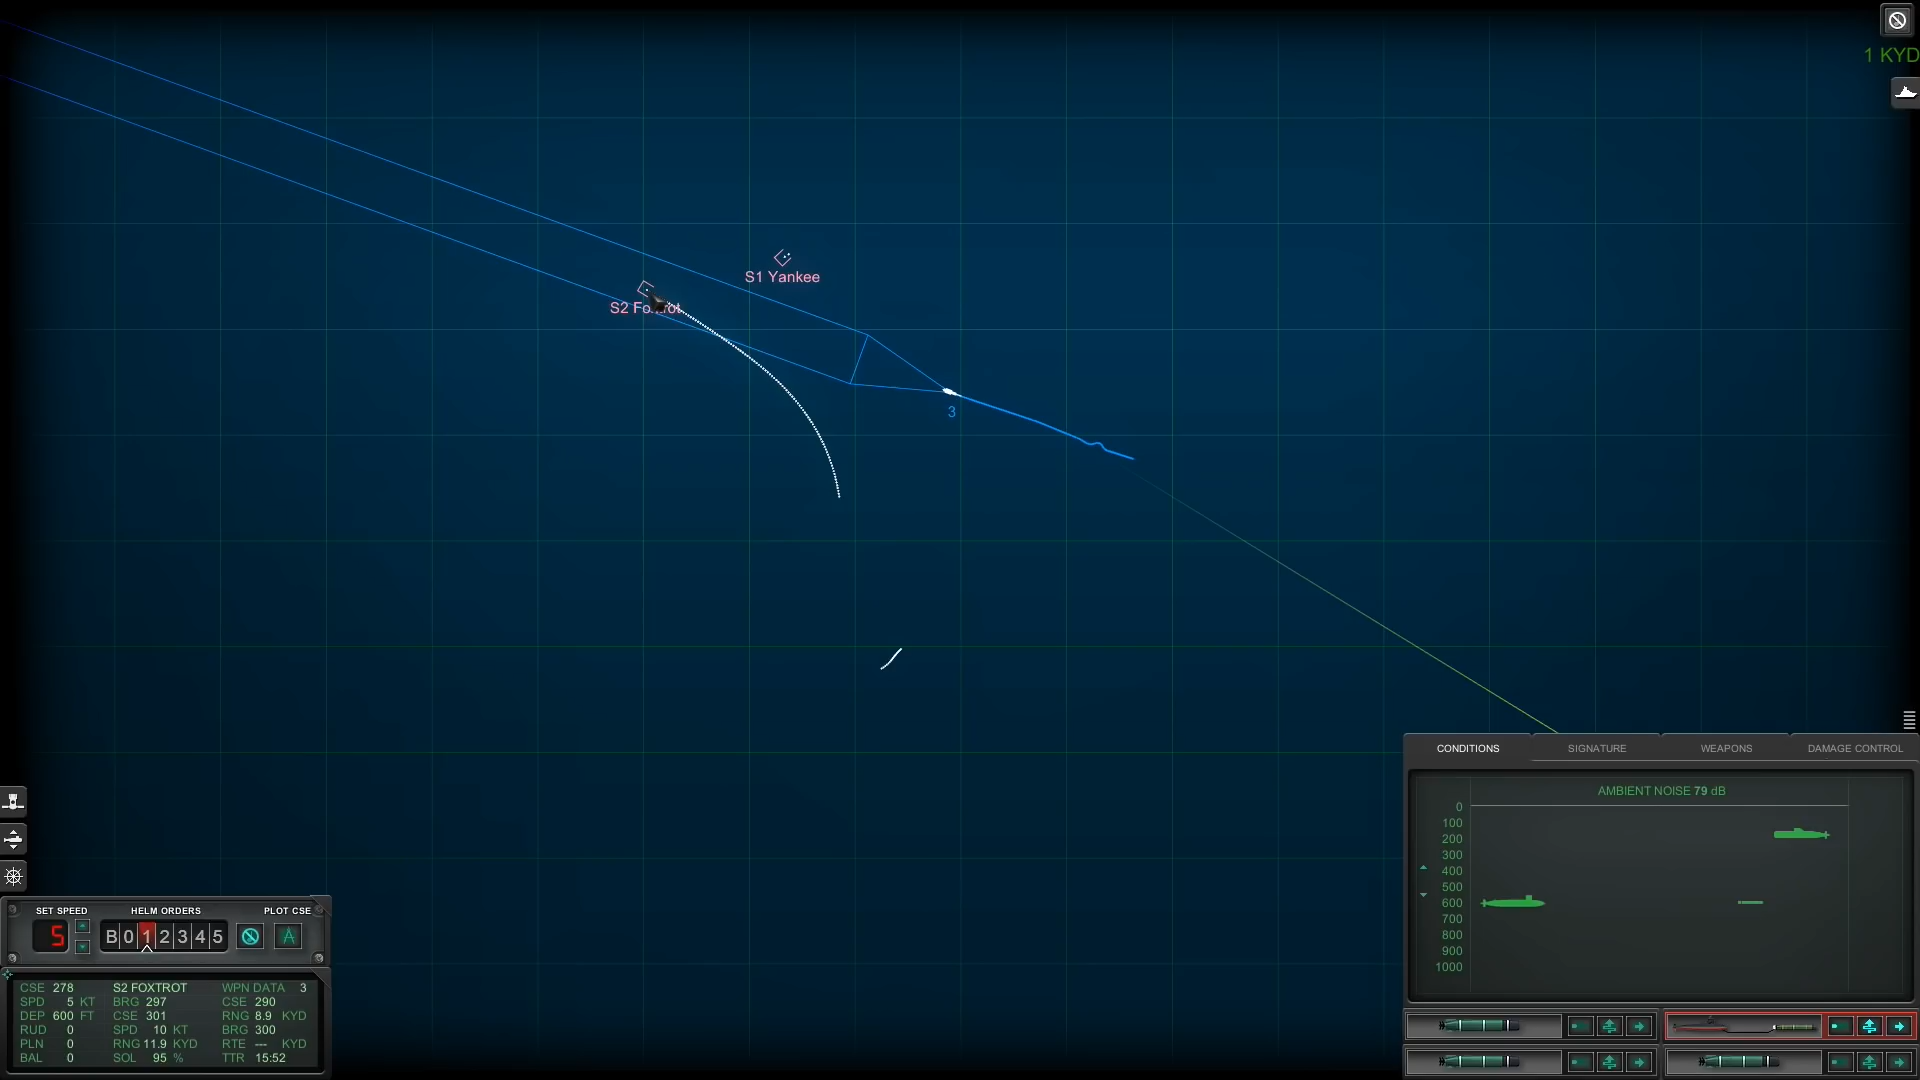 1 KYD
S1 Yankee
S2 Fo...rot
3
CONDITIONS SIGNATURE WEAPONS DAMAGE CONTROL
AMBIENT NOISE 79 dB
0
100
200
300
400
500
600
700
800
900
1000
SET SPEED HELM ORDERS PLOT CSE
5 B 0 1 2 3 4 5
CSE 278 S2 FOXTROT WPN DATA 3
SPD 5 KT BRG 297 CSE 290
DEP 600 FT CSE 301 RNG 8.9 KYD
RUD 0 SPD 10 KT BRG 300
PLN 0 RNG 11.9 KYD RTE --- KYD
BAL 0 SOL 95 % TTR 15:52